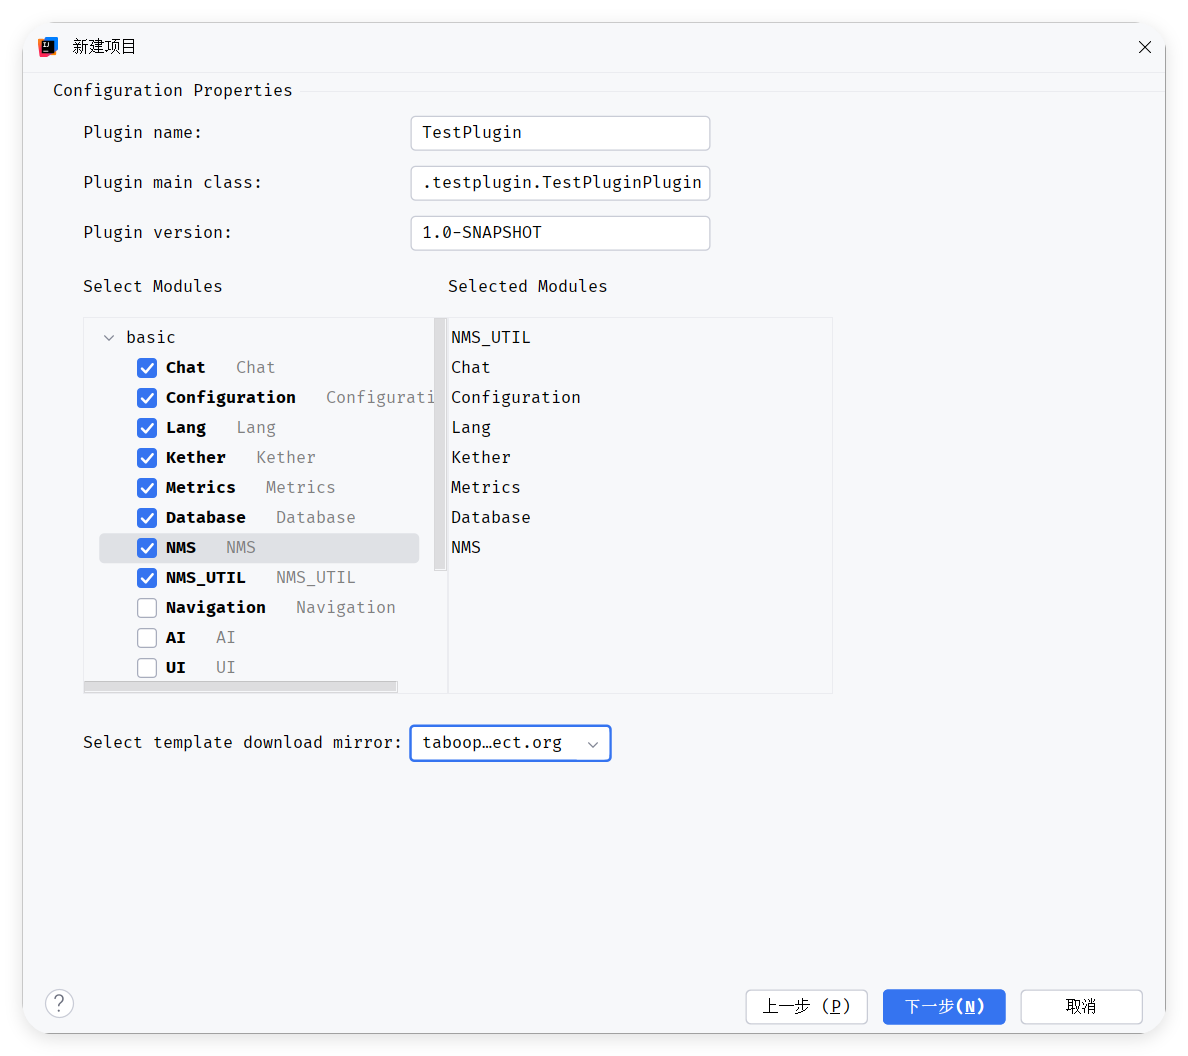 新建项目
Configuration Properties
Plugin name: TestPlugin
Plugin main class: .testplugin.TestPluginPlugin
Plugin version: 1.0-SNAPSHOT
Select Modules Selected Modules
basic NMS_UTIL
Chat Chat Chat
Configuration Configurati Configuration
Lang Lang Lang
Kether Kether Kether
Metrics Metrics Metrics
Database Database Database
NMS NMS NMS
NMS_UTIL NMS_UTIL
Navigation Navigation
AI AI
UI UI
Select template download mirror: taboop…ect.org
? 上一步 (P) 下一步(N) 取消